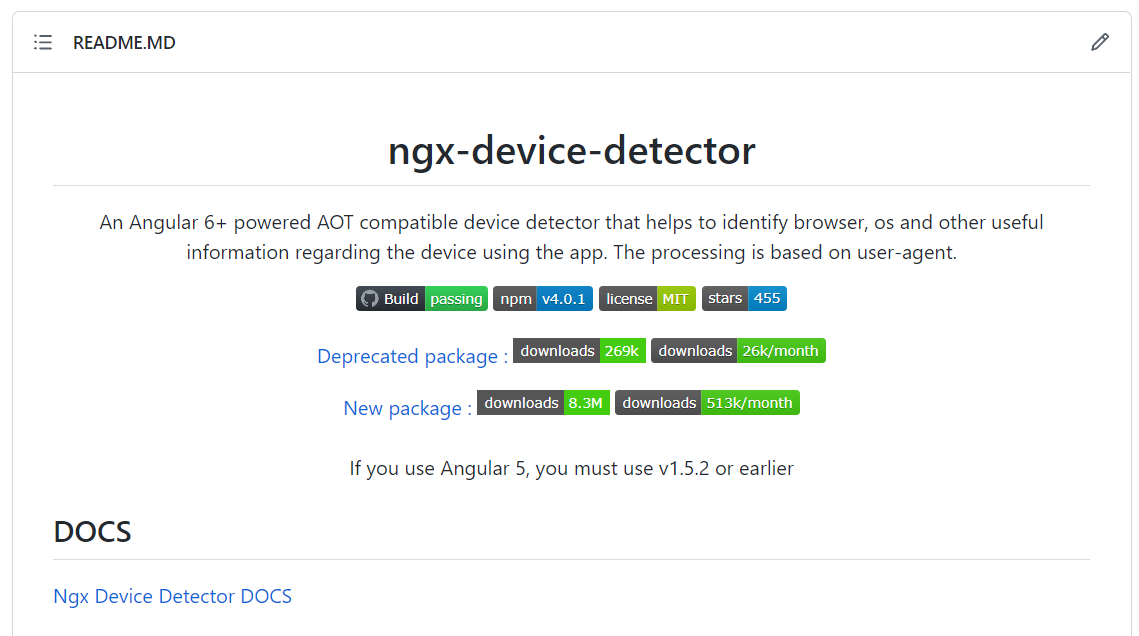 README.MD
ngx-device-detector
An Angular 6+ powered AOT compatible device detector that helps to identify browser, os and other useful
information regarding the device using the app. The processing is based on user-agent.
Build passing npm v4.0.1 license MIT stars 455
Deprecated package : downloads 269k downloads 26k/month
New package : downloads 8.3M downloads 513k/month
If you use Angular 5, you must use v1.5.2 or earlier
DOCS
Ngx Device Detector DOCS